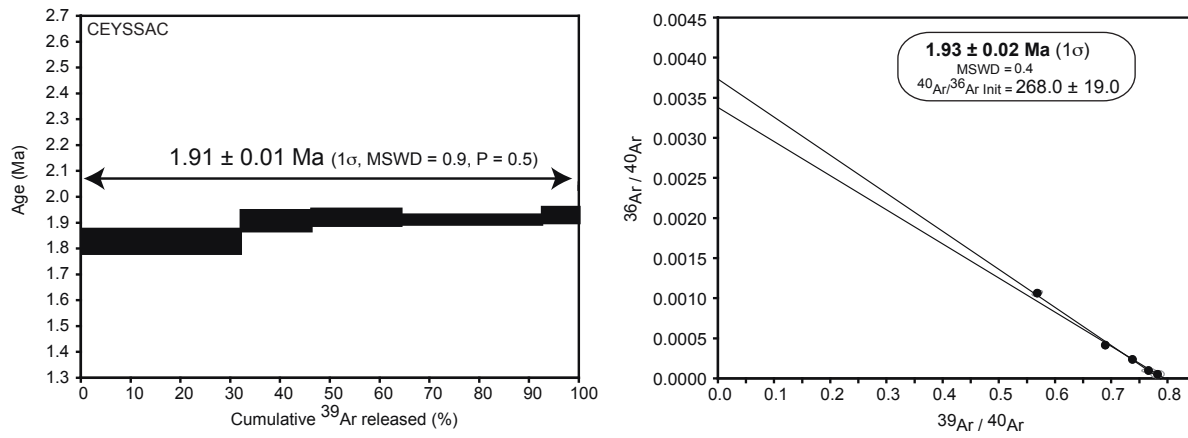 CEYSSAC
1.91 ± 0.01 Ma (1σ, MSWD = 0.9, P = 0.5)
Age (Ma)
2.7
2.6
2.5
2.4
2.3
2.2
2.1
2.0
1.9
1.8
1.7
1.6
1.5
1.4
1.3
0 10 20 30 40 50 60 70 80 90 100
Cumulative ³⁹Ar released (%)
1.93 ± 0.02 Ma (1σ)
MSWD = 0.4
⁴⁰Ar/³⁶Ar Init = 268.0 ± 19.0
³⁶Ar / ⁴⁰Ar
0.0045
0.0040
0.0035
0.0030
0.0025
0.0020
0.0015
0.0010
0.0005
0.0000
0.0 0.1 0.2 0.3 0.4 0.5 0.6 0.7 0.8
³⁹Ar / ⁴⁰Ar